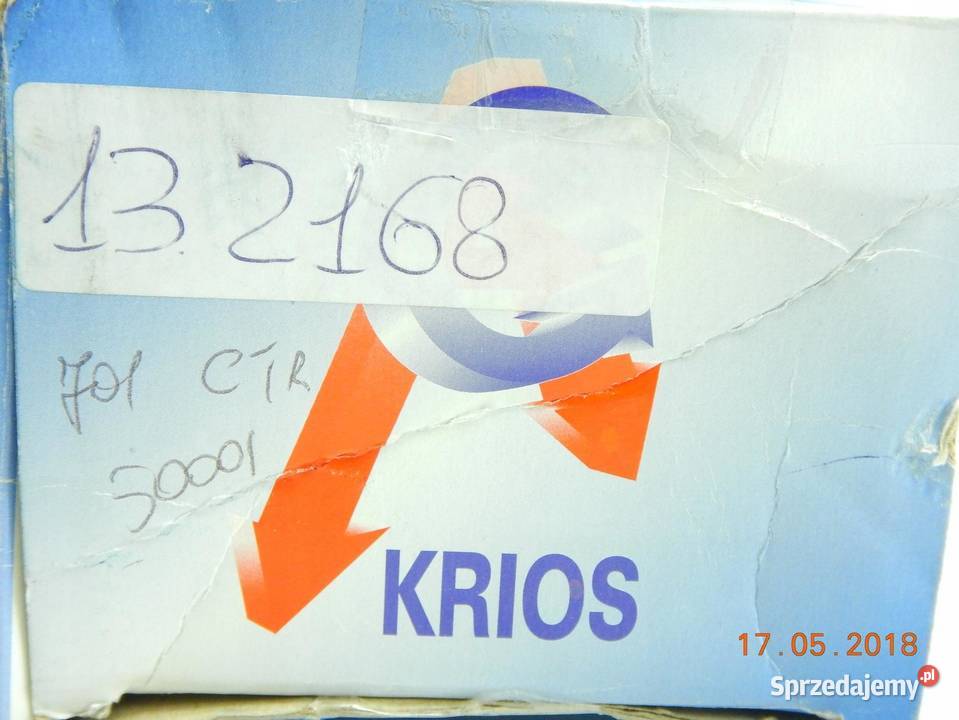 13.2168
701 CTR
30001
KRIOS
17.05.2018
Sprzedajemy.pl